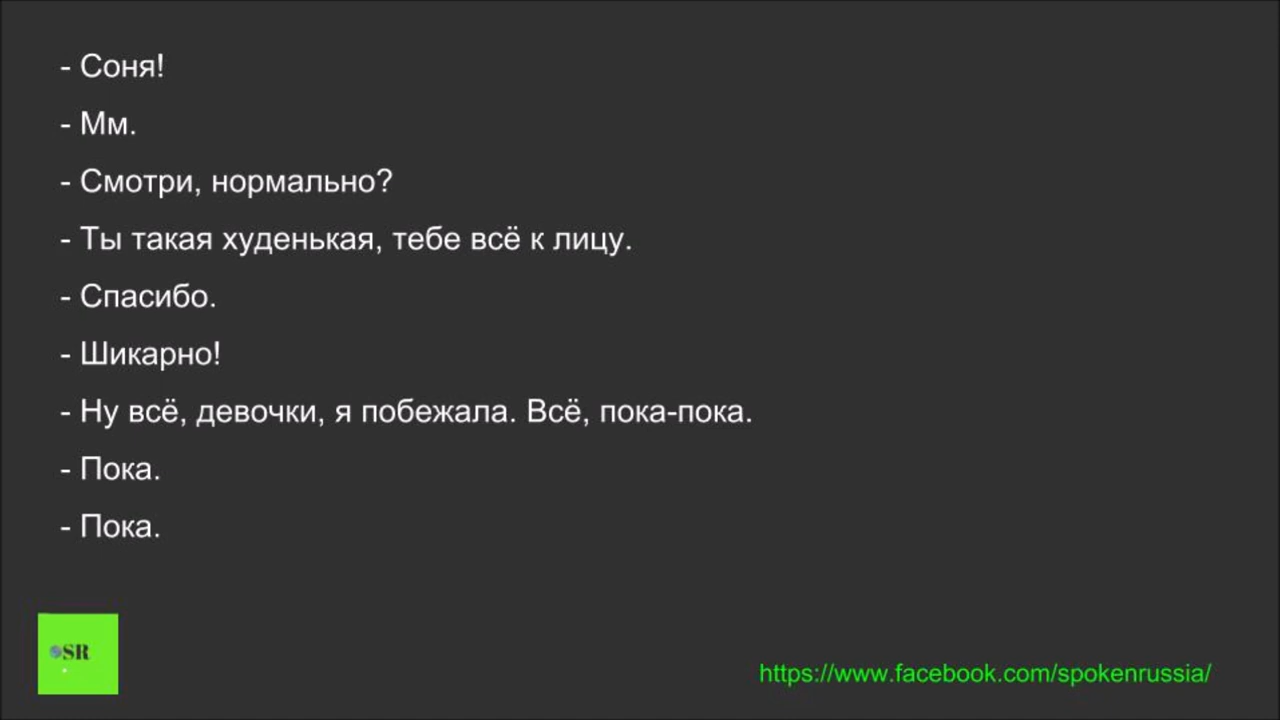 - Соня!
- Мм.
- Смотри, нормально?
- Ты такая худенькая, тебе всё к лицу.
- Спасибо.
- Шикарно!
- Ну всё, девочки, я побежала. Всё, пока-пока.
- Пока.
- Пока.
SR
https://www.facebook.com/spokenrussia/